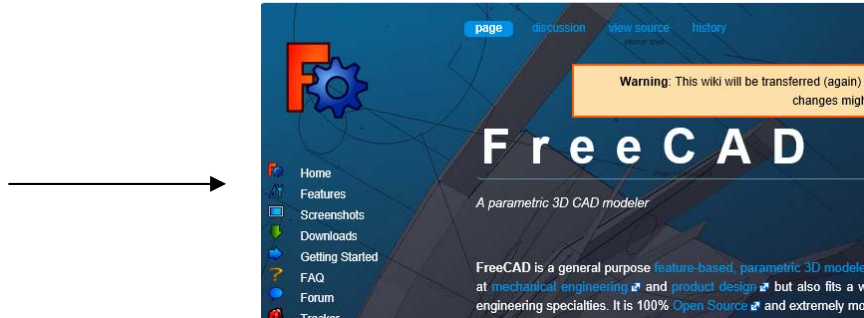 page discussion view source history
Warning: This wiki will be transferred (again)
changes migh
FreeCAD
Home
Features
A parametric 3D CAD modeler
Screenshots
Downloads
Getting Started
FreeCAD is a general purpose feature-based, parametric 3D modele
FAQ
at mechanical engineering and product design but also fits a w
Forum
engineering specialties. It is 100% Open Source and extremely mo
Tracker